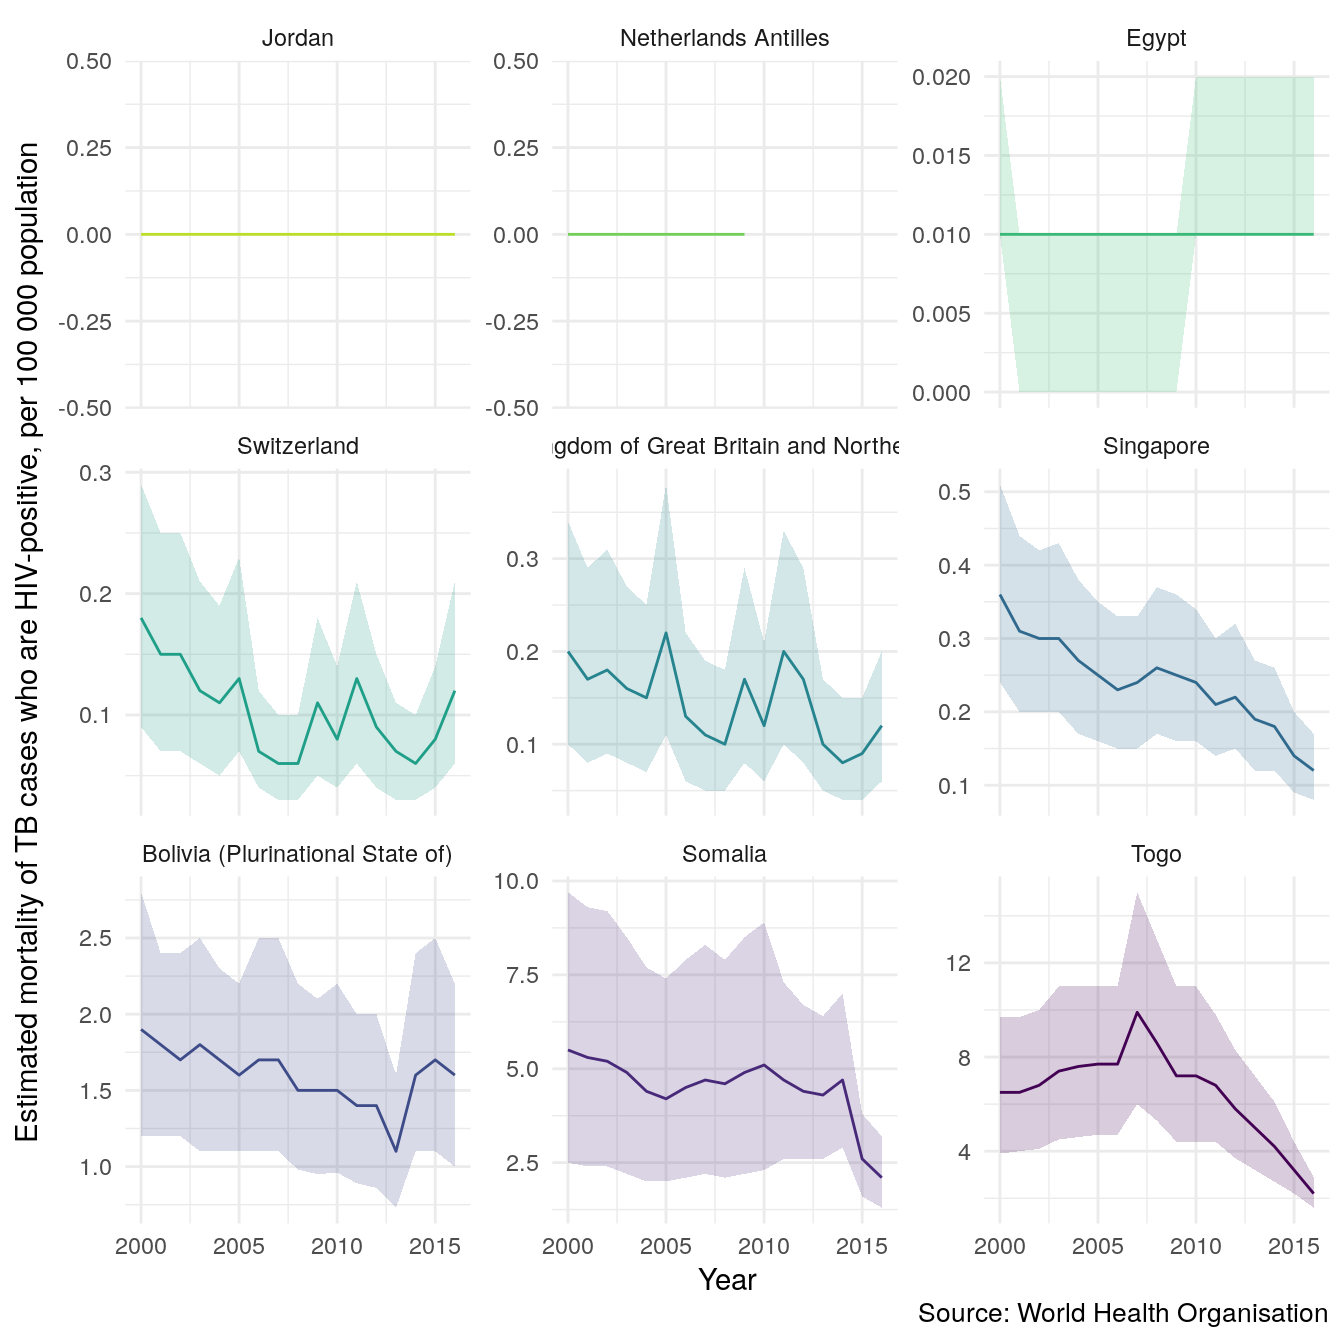 Jordan
Netherlands Antilles
Egypt
0.50
0.25
0.00
-0.25
-0.50
0.50
0.25
0.00
-0.25
-0.50
0.020
0.015
0.010
0.005
0.000
Switzerland
gdom of Great Britain and Northe
Singapore
0.3
0.2
0.1
0.3
0.2
0.1
0.5
0.4
0.3
0.2
0.1
Bolivia (Plurinational State of)
Somalia
Togo
2.5
2.0
1.5
1.0
10.0
7.5
5.0
2.5
12
8
4
2000 2005 2010 2015
2000 2005 2010 2015
2000 2005 2010 2015
Estimated mortality of TB cases who are HIV-positive, per 100 000 population
Year
Source: World Health Organisation